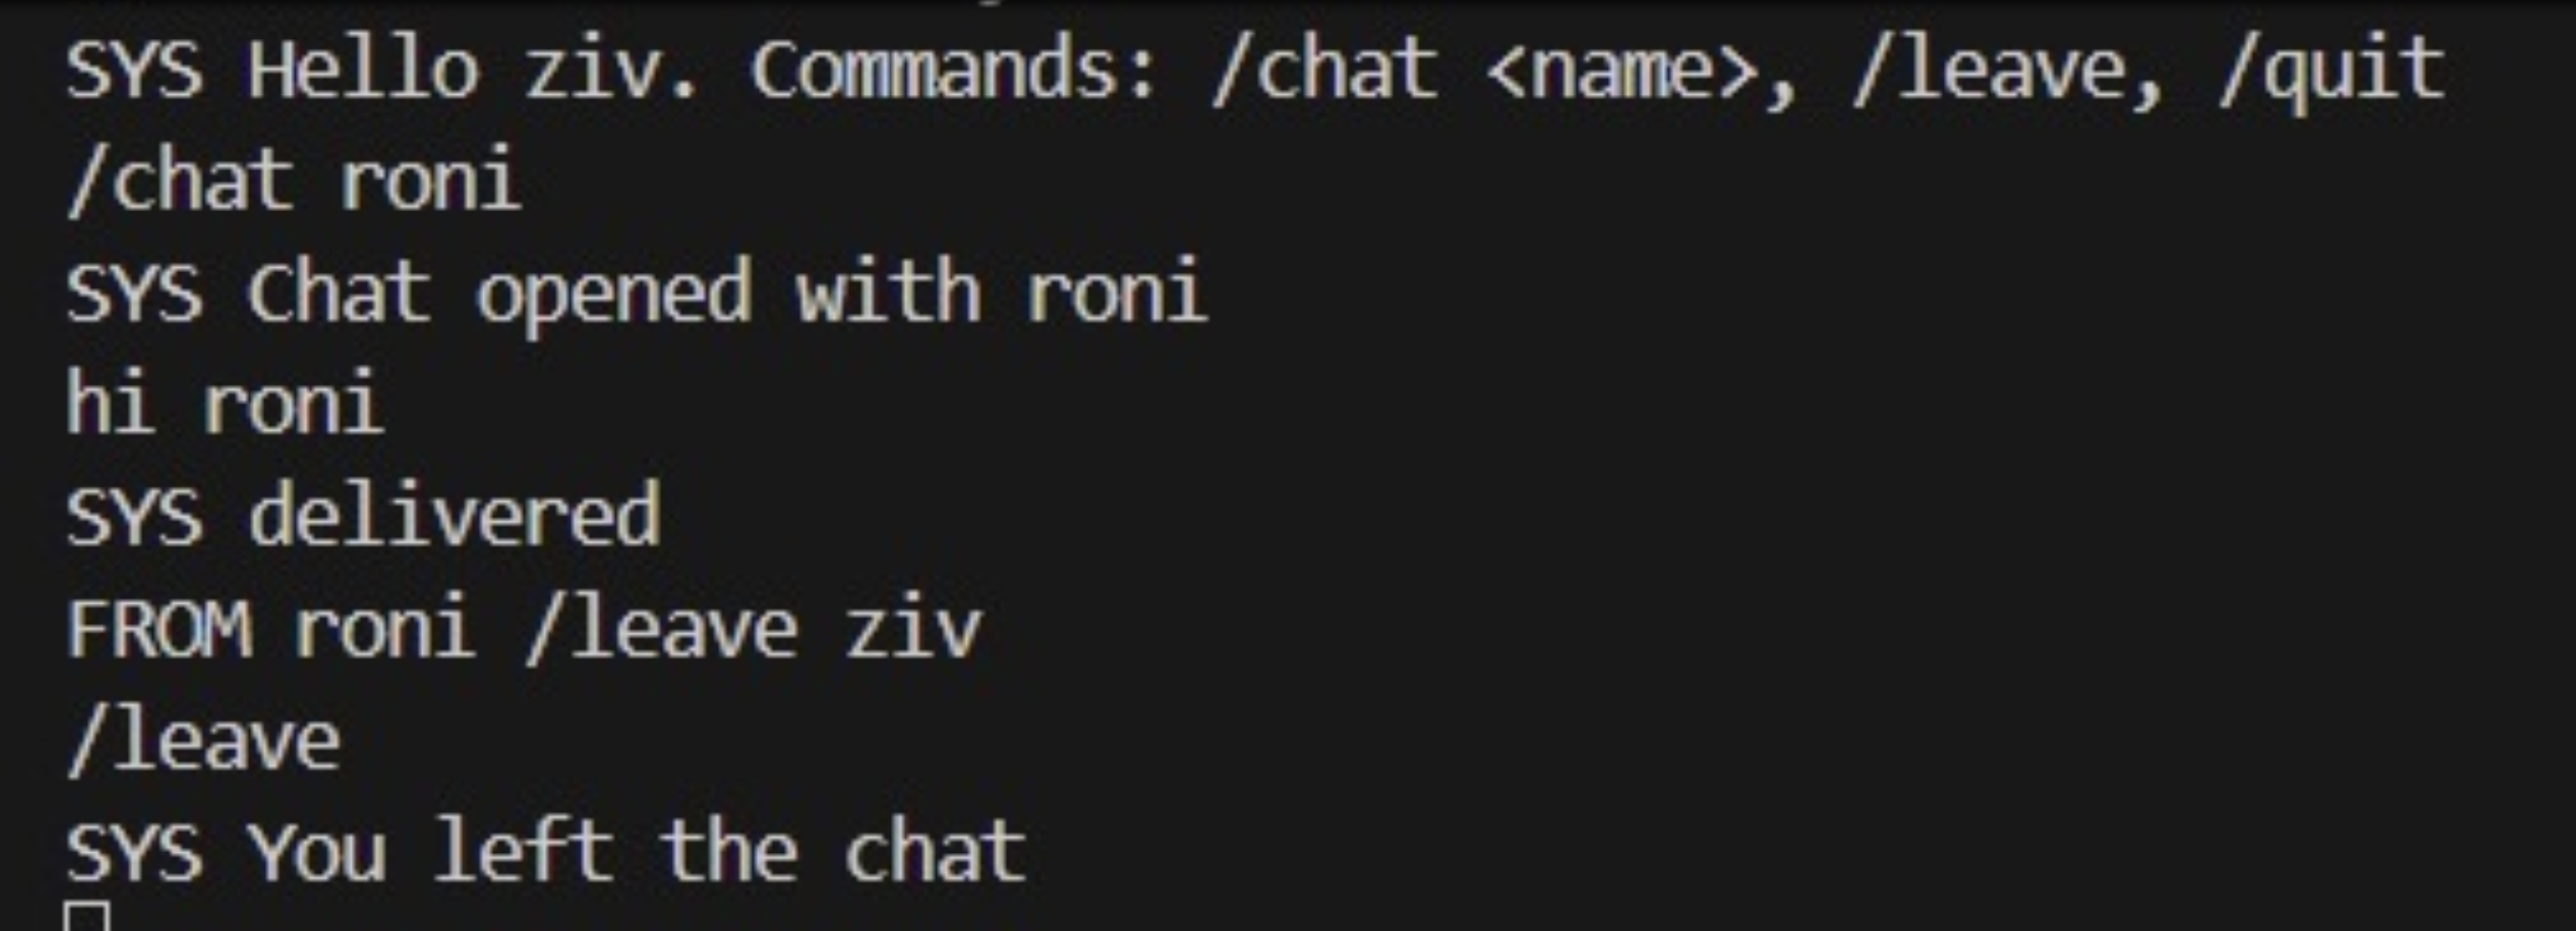 SYS Hello ziv. Commands: /chat <name>, /leave, /quit
/chat roni
SYS Chat opened with roni
hi roni
SYS delivered
FROM roni /leave ziv
/leave
SYS You left the chat